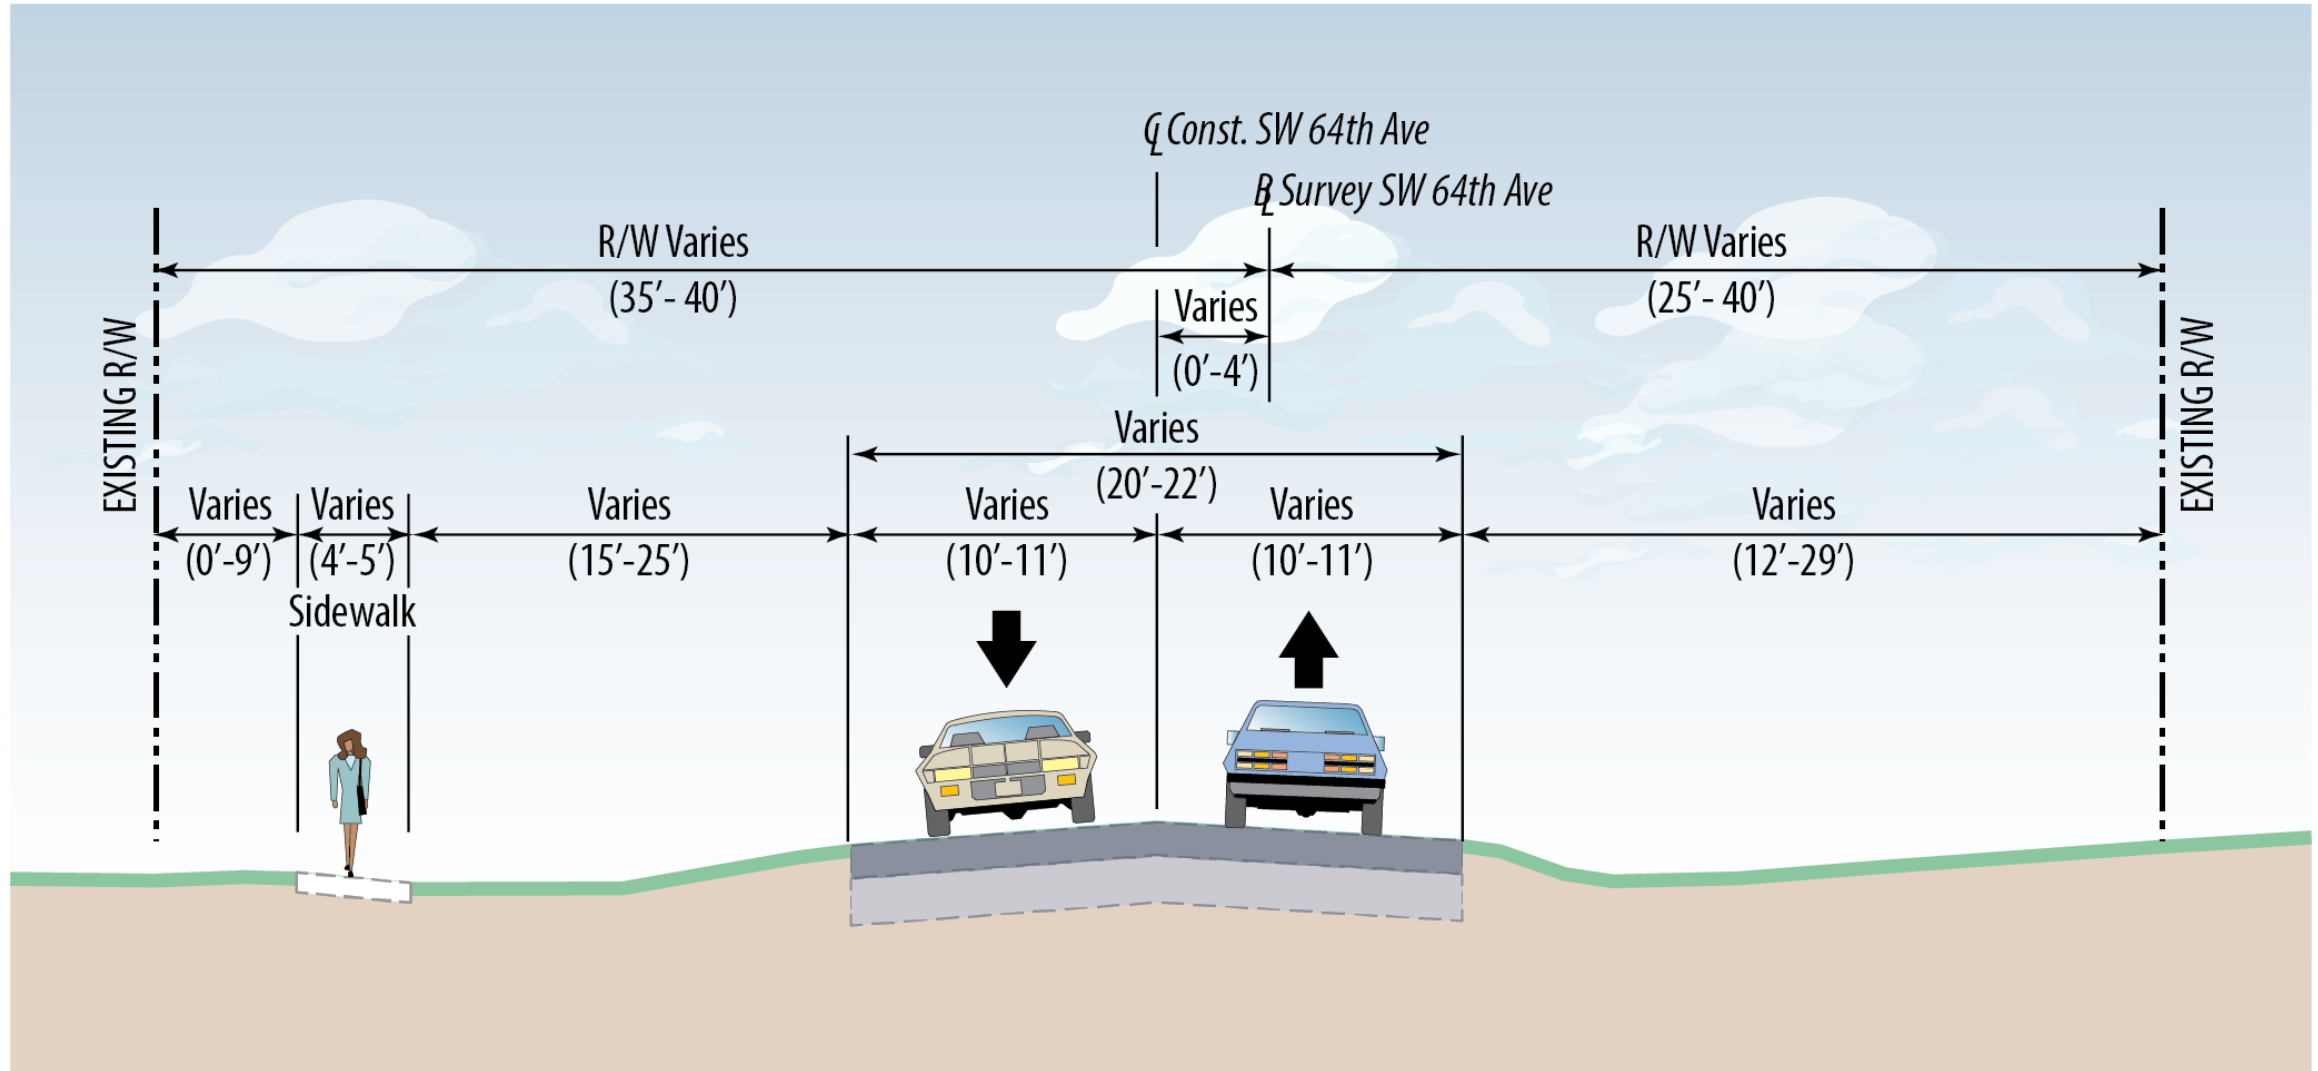 ℄ Const. SW 64th Ave
BL Survey SW 64th Ave
R/W Varies
(35’- 40’)
R/W Varies
(25’- 40’)
Varies
(0’-4’)
EXISTING R/W
EXISTING R/W
Varies
(20’-22’)
Varies
(0’-9’)
Varies
(4’-5’)
Sidewalk
Varies
(15’-25’)
Varies
(10’-11’)
Varies
(10’-11’)
Varies
(12’-29’)